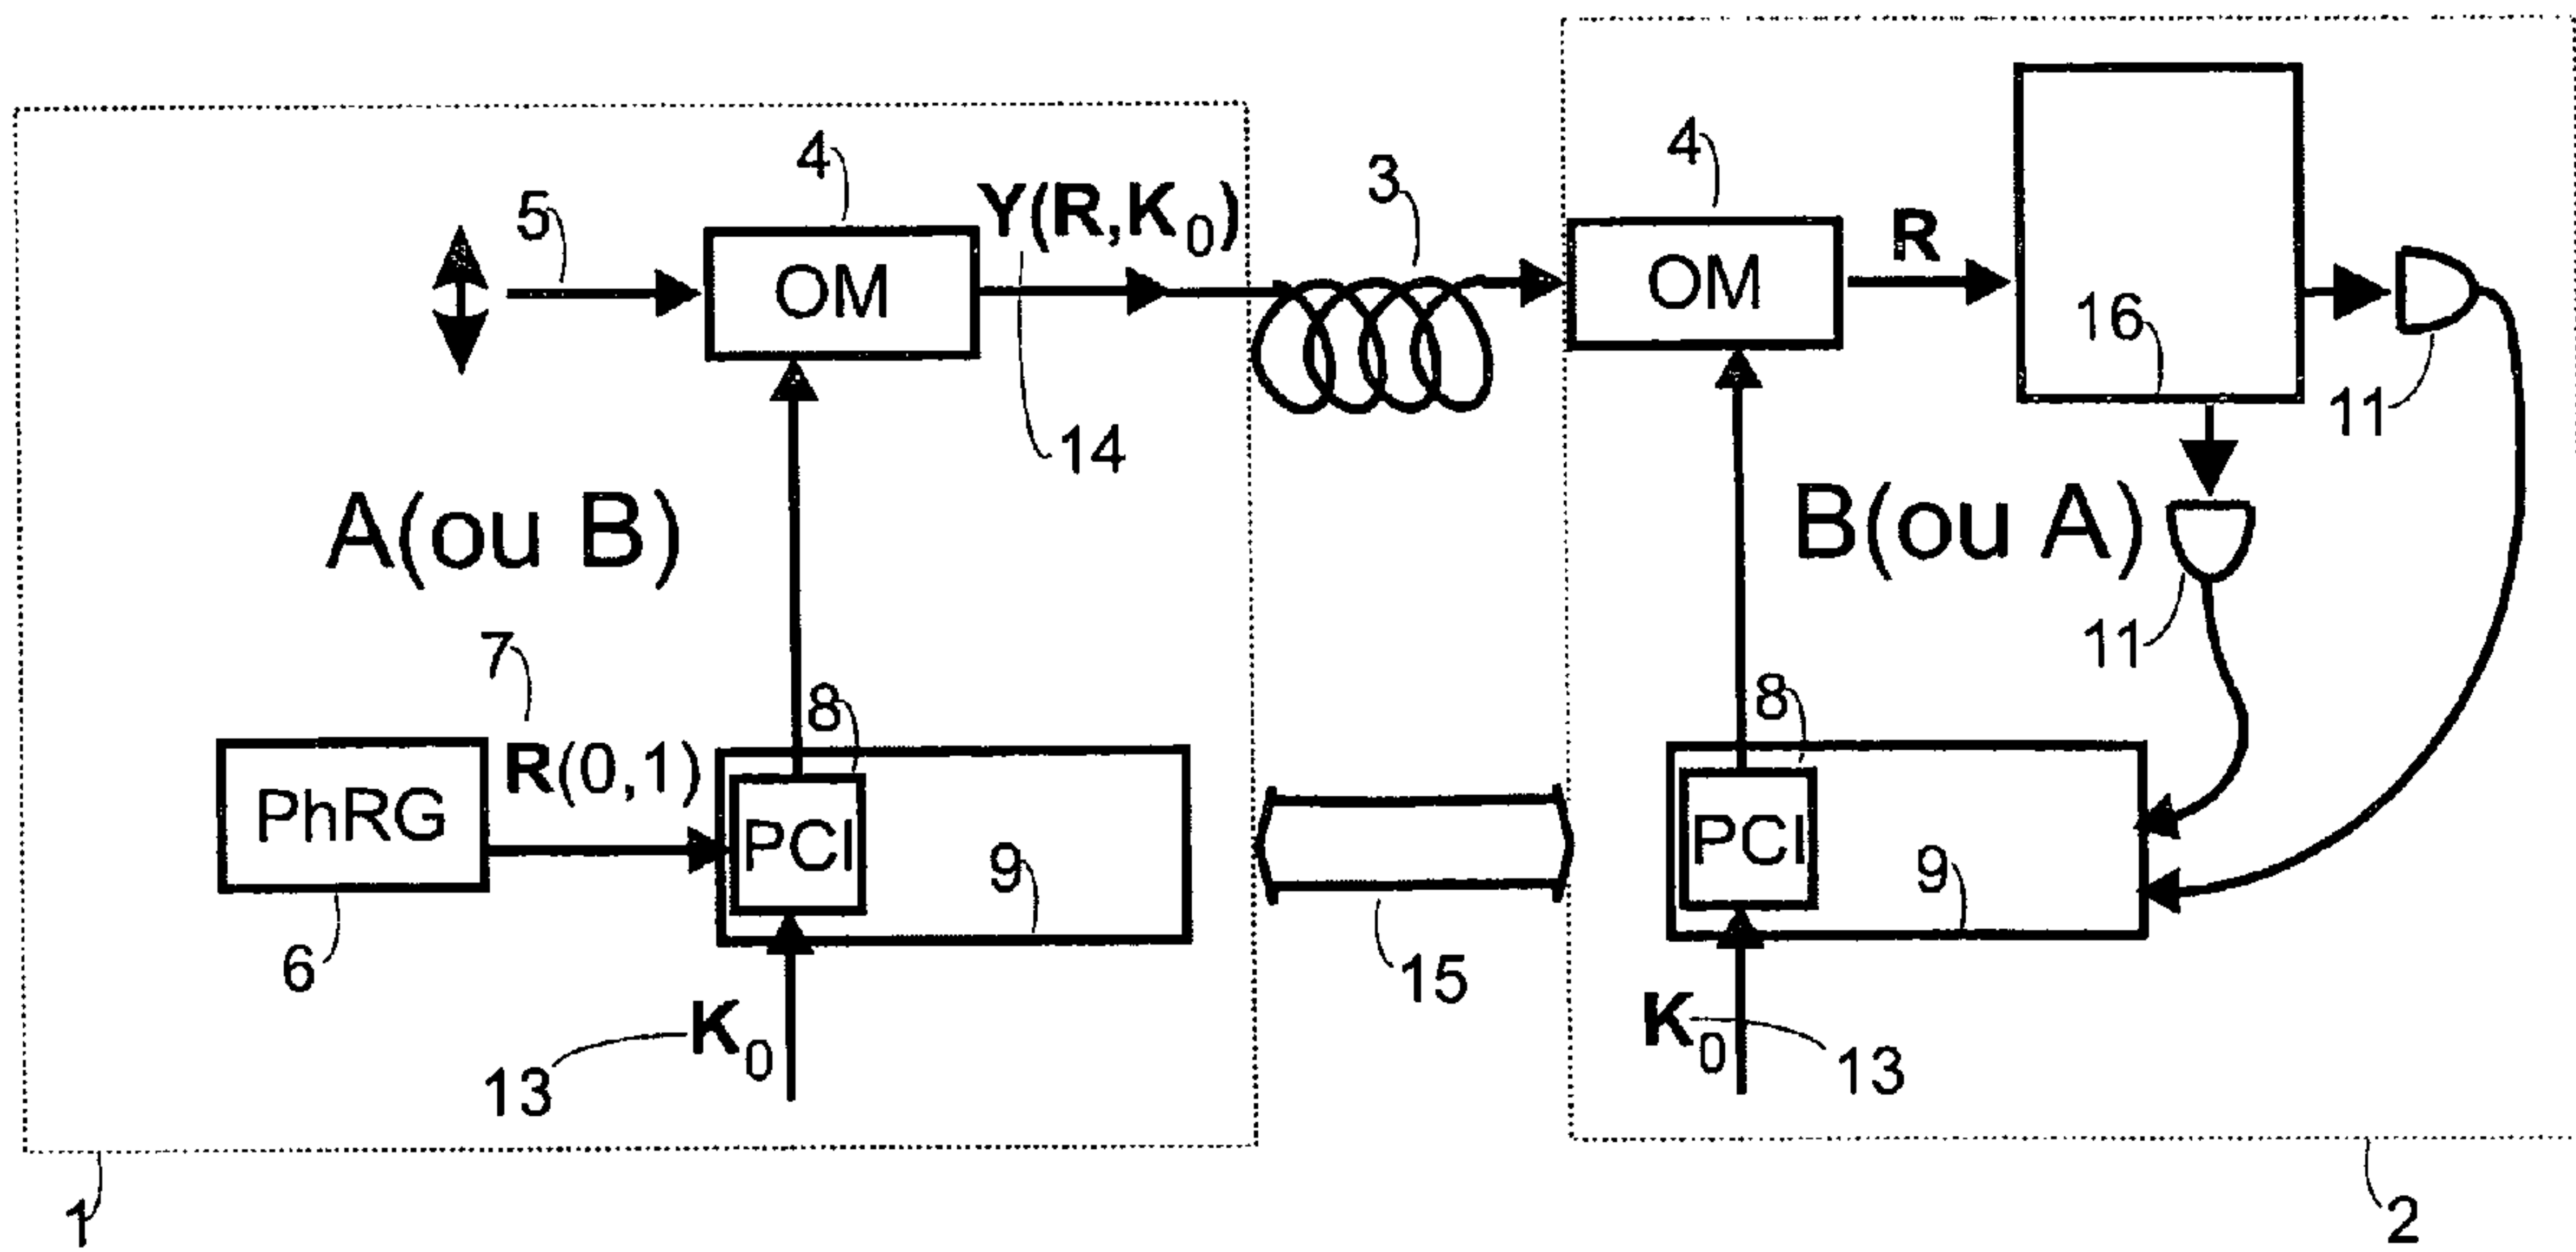 4
5
OM
Y(R,K₀)
14
3
4
OM
R
16
11
11
A(ou B)
B(ou A)
7
R(0,1)
PhRG
6
8
PCI
9
K₀
13
15
8
PCI
9
K₀
13
1
2